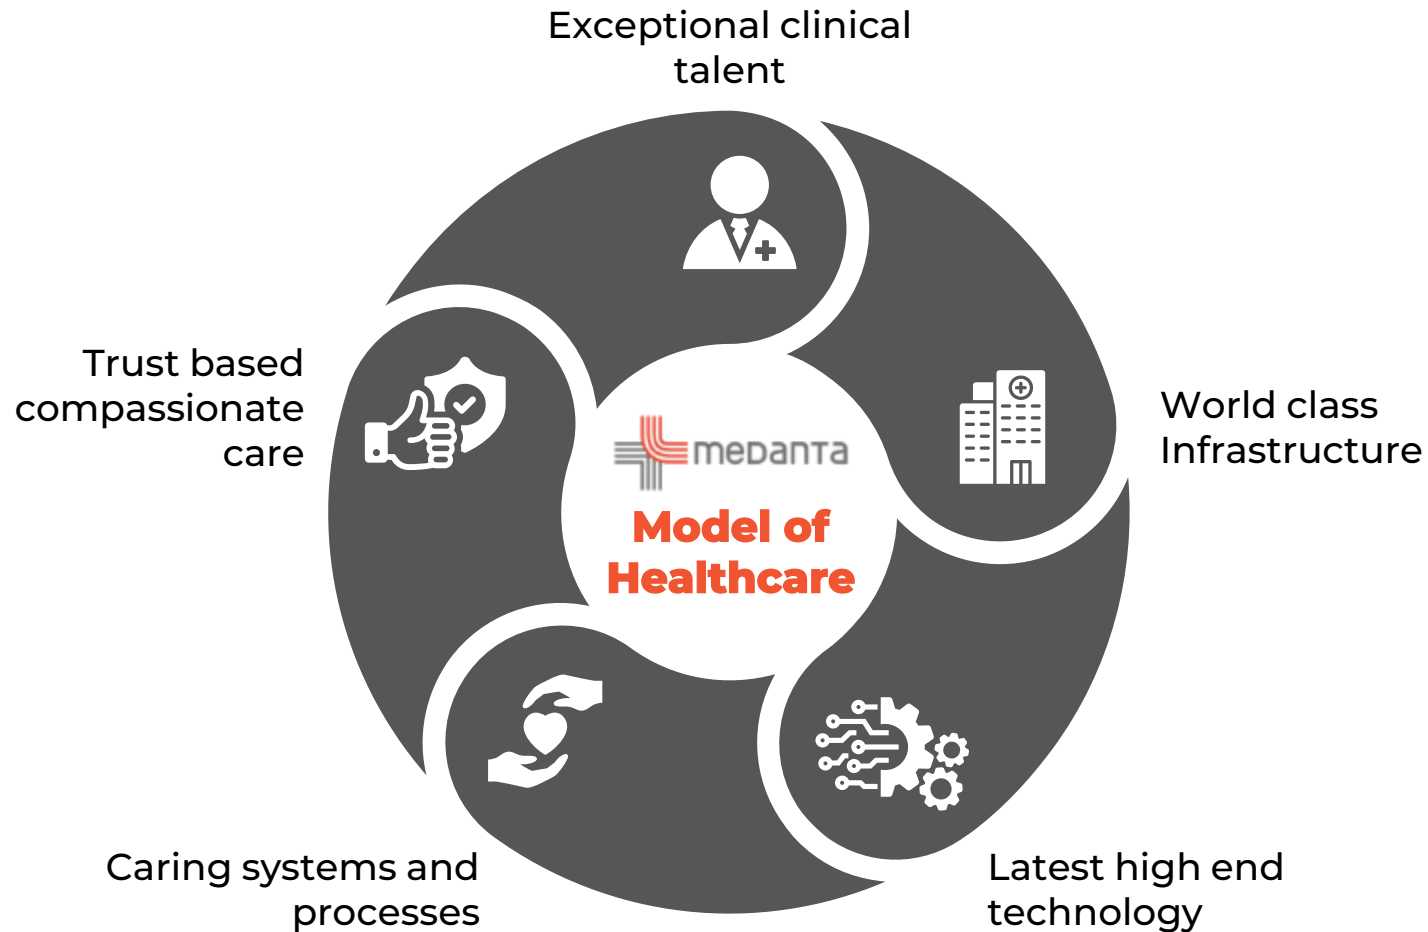 Exceptional clinical
talent
Trust based
compassionate
care
World class
Infrastructure
medanta
Model of
Healthcare
Caring systems and
processes
Latest high end
technology